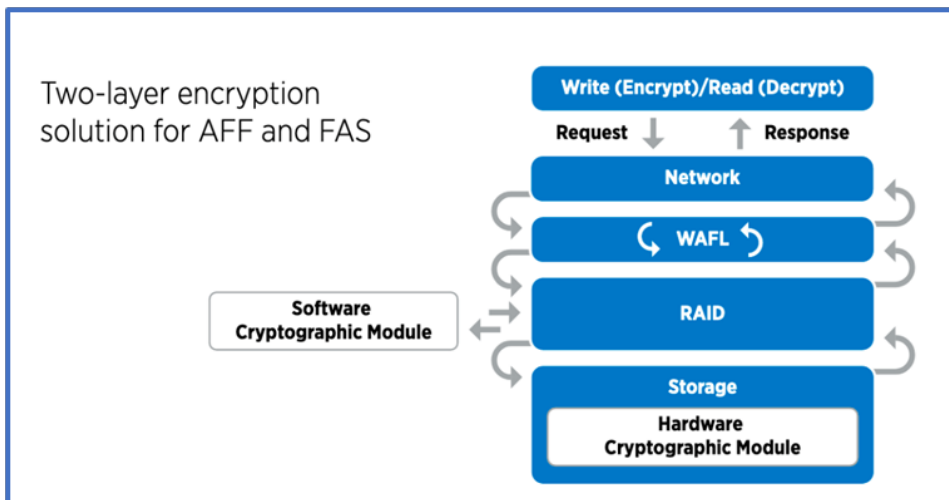 Two-layer encryption
solution for AFF and FAS
Write (Encrypt)/Read (Decrypt)
Request
Response
Network
WAFL
RAID
Software
Cryptographic Module
Storage
Hardware
Cryptographic Module